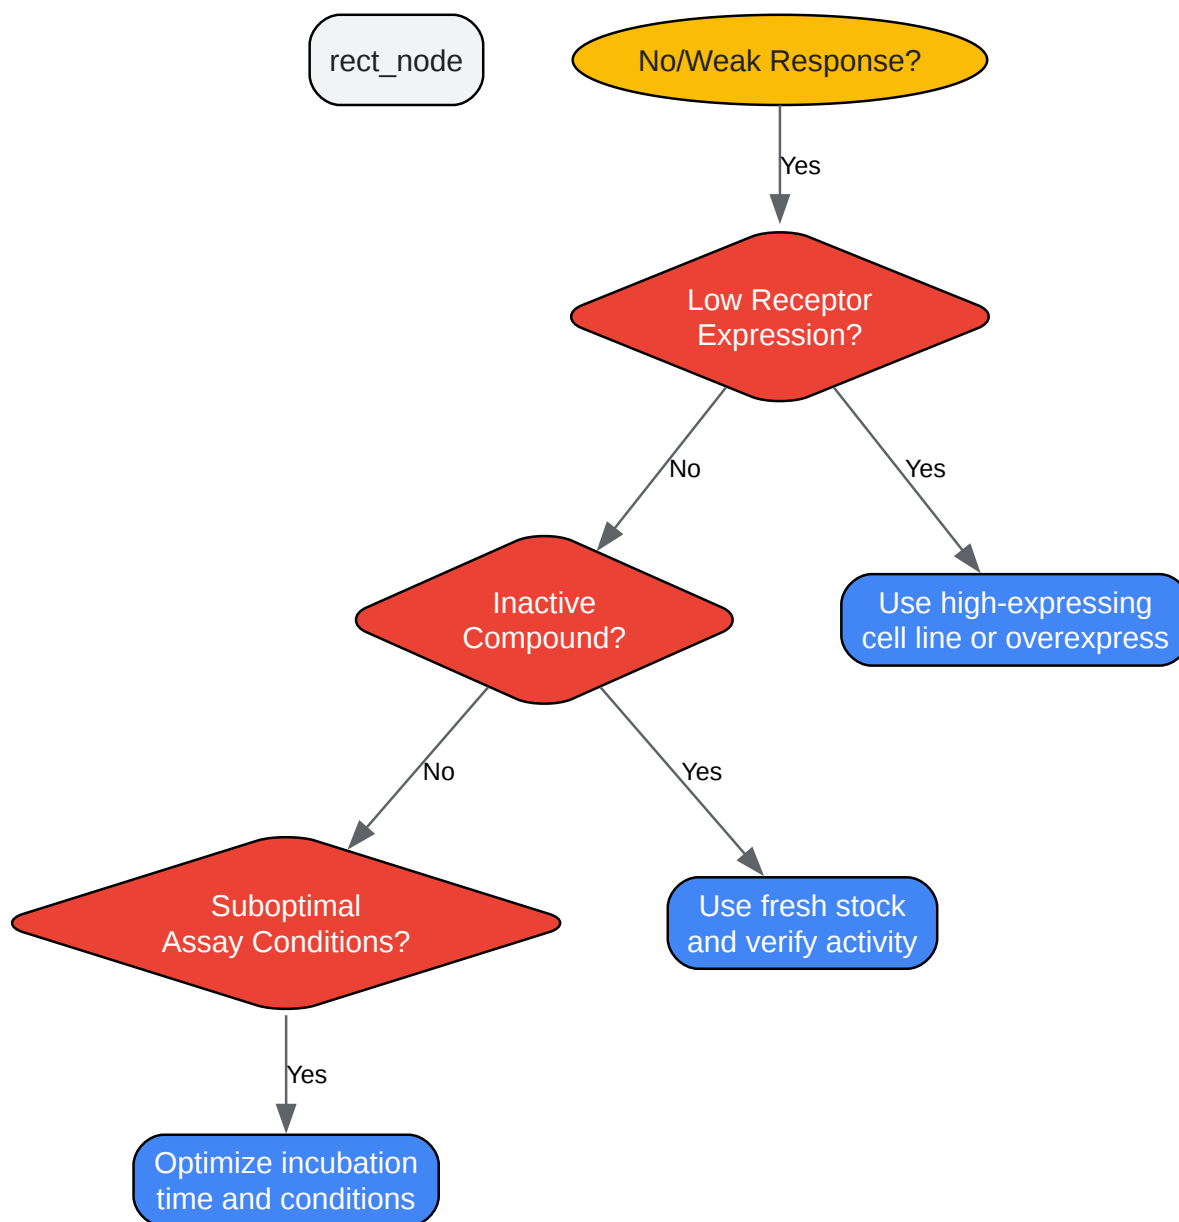 rect_node
No/Weak Response?
Yes
Low Receptor
Expression?
No
Yes
Inactive
Compound?
Use high-expressing
cell line or overexpress
No
Yes
Suboptimal
Assay Conditions?
Use fresh stock
and verify activity
Yes
Optimize incubation
time and conditions